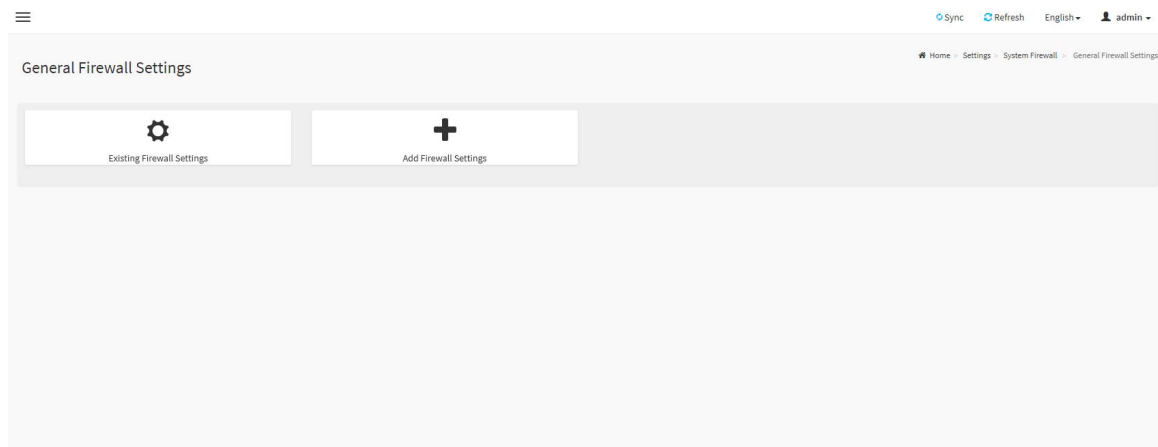 Sync Refresh English admin
Home > Settings > System Firewall > General Firewall Settings
General Firewall Settings
Existing Firewall Settings
Add Firewall Settings